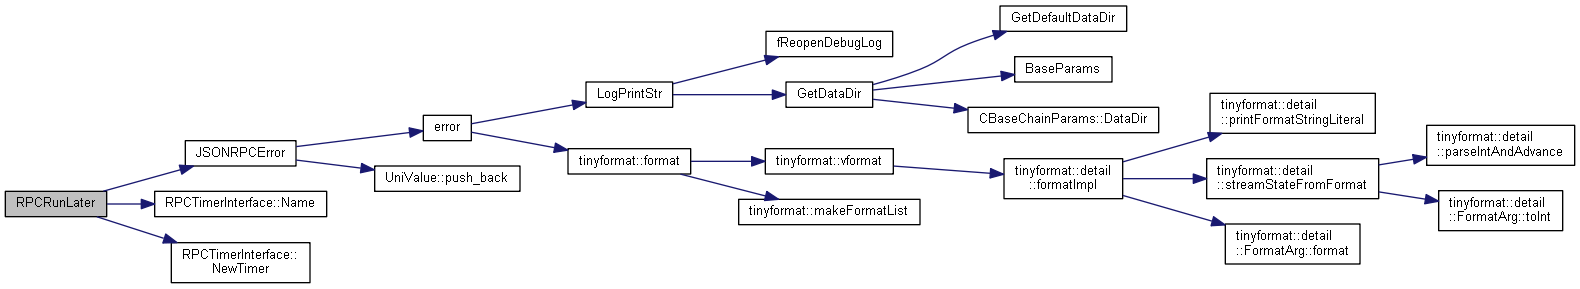 RPCRunLater
JSONRPCError
RPCTimerInterface::Name
RPCTimerInterface::
NewTimer
error
UniValue::push_back
LogPrintStr
tinyformat::format
fReopenDebugLog
GetDataDir
tinyformat::vformat
tinyformat::makeFormatList
GetDefaultDataDir
BaseParams
CBaseChainParams::DataDir
tinyformat::detail
::formatImpl
tinyformat::detail
::printFormatStringLiteral
tinyformat::detail
::streamStateFromFormat
tinyformat::detail
::FormatArg::format
tinyformat::detail
::parseIntAndAdvance
tinyformat::detail
::FormatArg::toInt